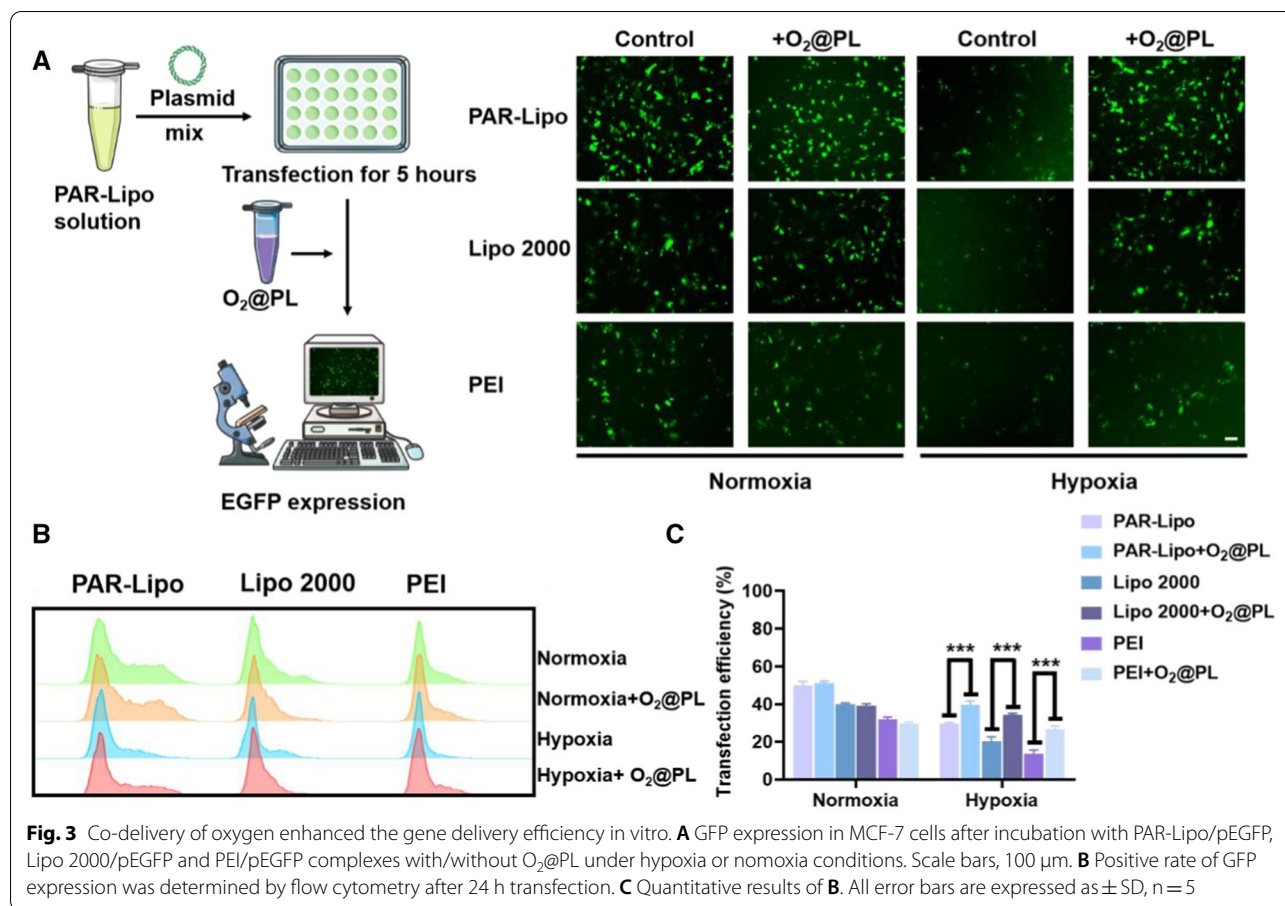 A
Plasmid
mix
PAR-Lipo
solution
Transfection for 5 hours
O₂@PL
EGFP expression
Control +O₂@PL Control +O₂@PL
PAR-Lipo
Lipo 2000
PEI
Normoxia Hypoxia
B
PAR-Lipo Lipo 2000 PEI
Normoxia
Normoxia+O₂@PL
Hypoxia
Hypoxia+ O₂@PL
C
Transfection efficiency (%)
100
80
60
40
20
0
*** *** ***
Normoxia Hypoxia
PAR-Lipo
PAR-Lipo+O₂@PL
Lipo 2000
Lipo 2000+O₂@PL
PEI
PEI+O₂@PL
Fig. 3 Co-delivery of oxygen enhanced the gene delivery efficiency in vitro. A GFP expression in MCF-7 cells after incubation with PAR-Lipo/pEGFP,
Lipo 2000/pEGFP and PEI/pEGFP complexes with/without O₂@PL under hypoxia or nomoxia conditions. Scale bars, 100 μm. B Positive rate of GFP
expression was determined by flow cytometry after 24 h transfection. C Quantitative results of B. All error bars are expressed as ± SD, n = 5